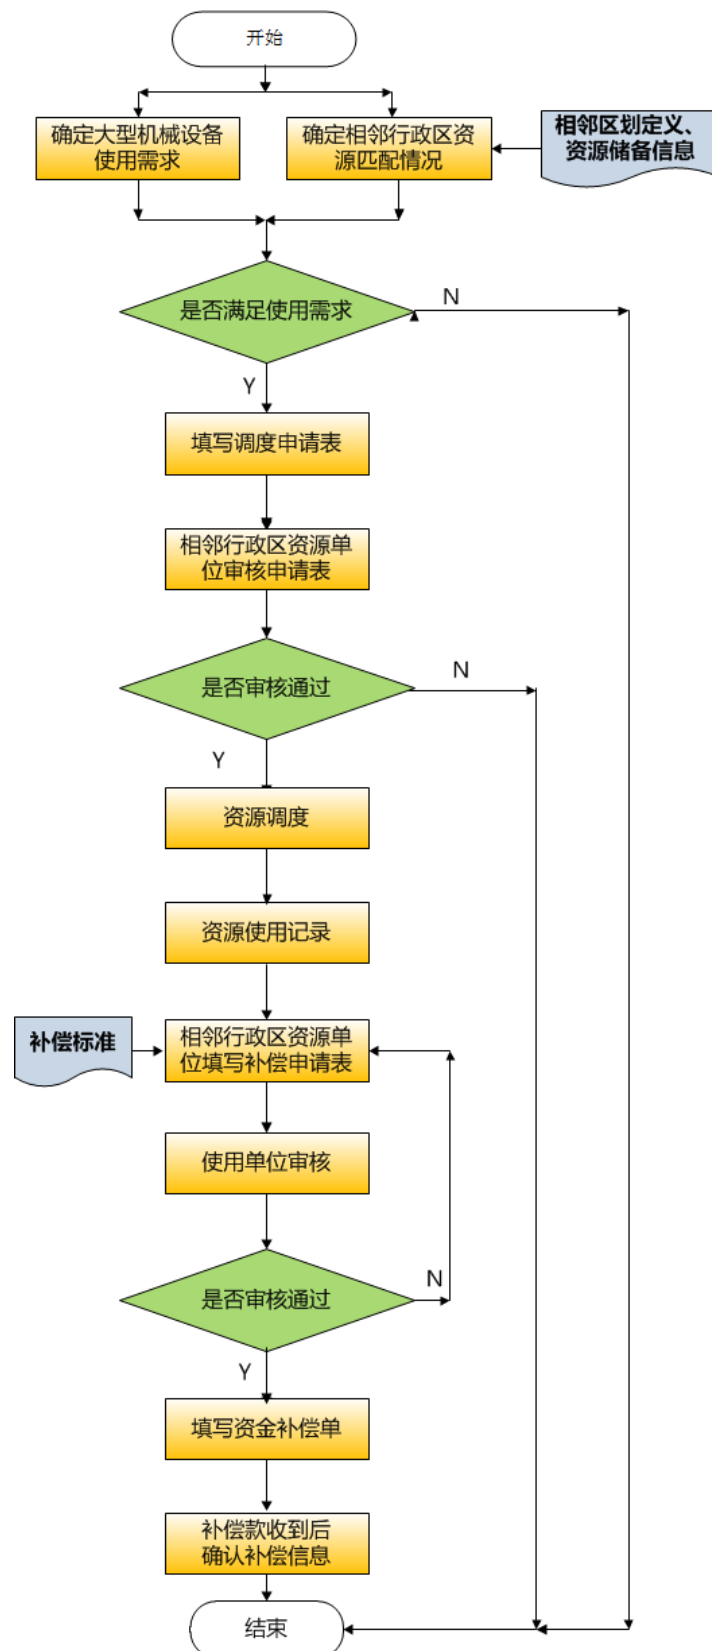 开始
确定大型机械设备
使用需求
确定相邻行政区资
源匹配情况
相邻区划定义、
资源储备信息
是否满足使用需求
N
Y
填写调度申请表
相邻行政区资源单
位审核申请表
是否审核通过
N
Y
资源调度
资源使用记录
补偿标准
相邻行政区资源单
位填写补偿申请表
使用单位审核
是否审核通过
N
Y
填写资金补偿单
补偿款收到后
确认补偿信息
结束